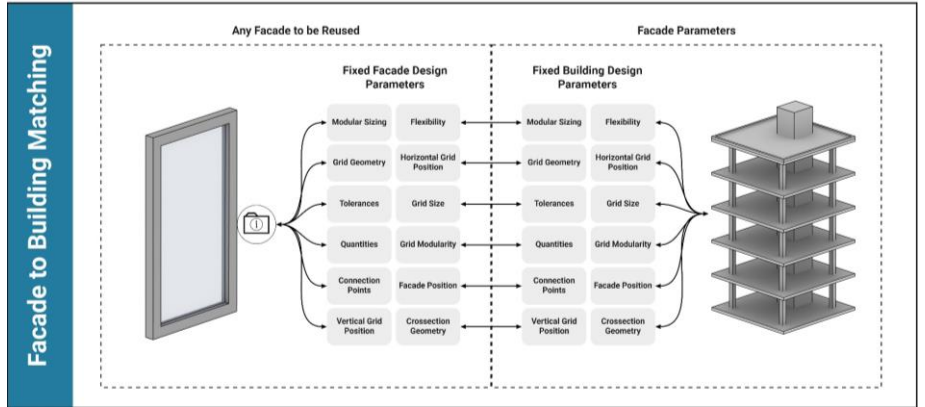 Facade to Building Matching
Any Facade to be Reused
Facade Parameters
Fixed Facade Design
Parameters
Modular Sizing
Flexibility
Grid Geometry
Horizontal Grid
Position
Tolerances
Grid Size
Quantities
Grid Modularity
Connection
Points
Facade Position
Vertical Grid
Position
Crossection
Geometry
Fixed Building Design
Parameters
Modular Sizing
Flexibility
Grid Geometry
Horizontal Grid
Position
Tolerances
Grid Size
Quantities
Grid Modularity
Connection
Points
Facade Position
Vertical Grid
Position
Crossection
Geometry